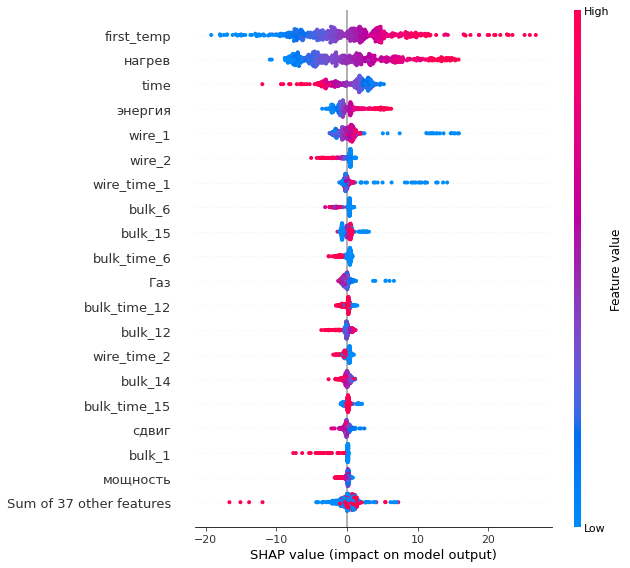 High
first_temp
нагрев
time
энергия
wire_1
wire_2
wire_time_1
bulk_6
bulk_15
bulk_time_6
Газ
bulk_time_12
bulk_12
wire_time_2
bulk_14
bulk_time_15
сдвиг
bulk_1
мощность
Sum of 37 other features
Low
Feature value
−20 −10 0 10 20
SHAP value (impact on model output)